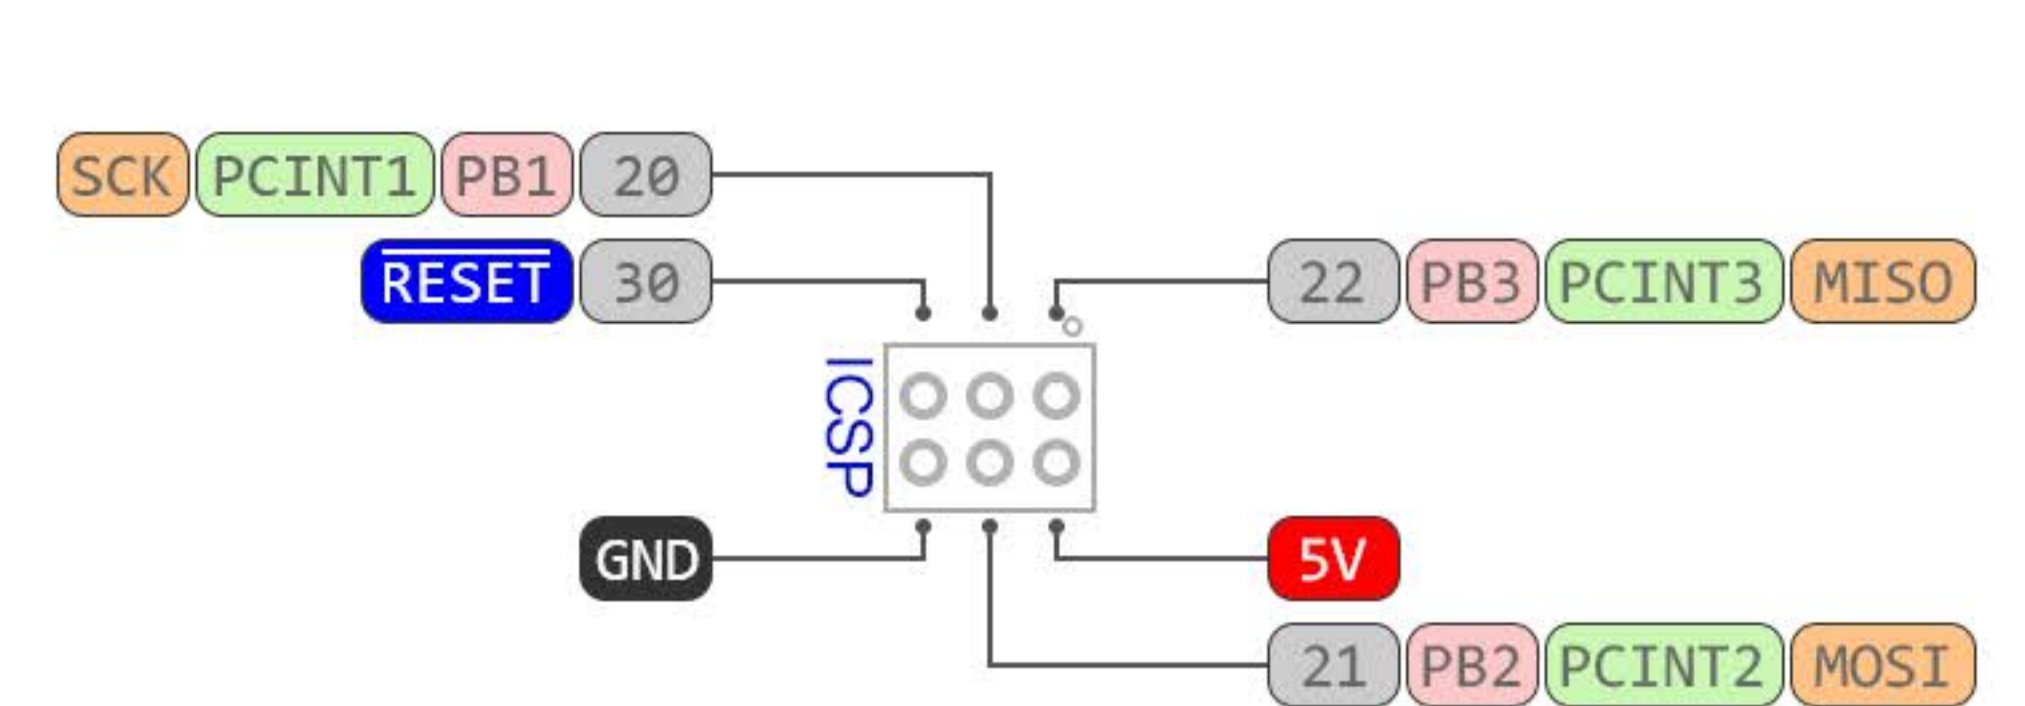 SCK PCINT1 PB1 20
RESET 30
22 PB3 PCINT3 MISO
ICSP
GND
5V
21 PB2 PCINT2 MOSI